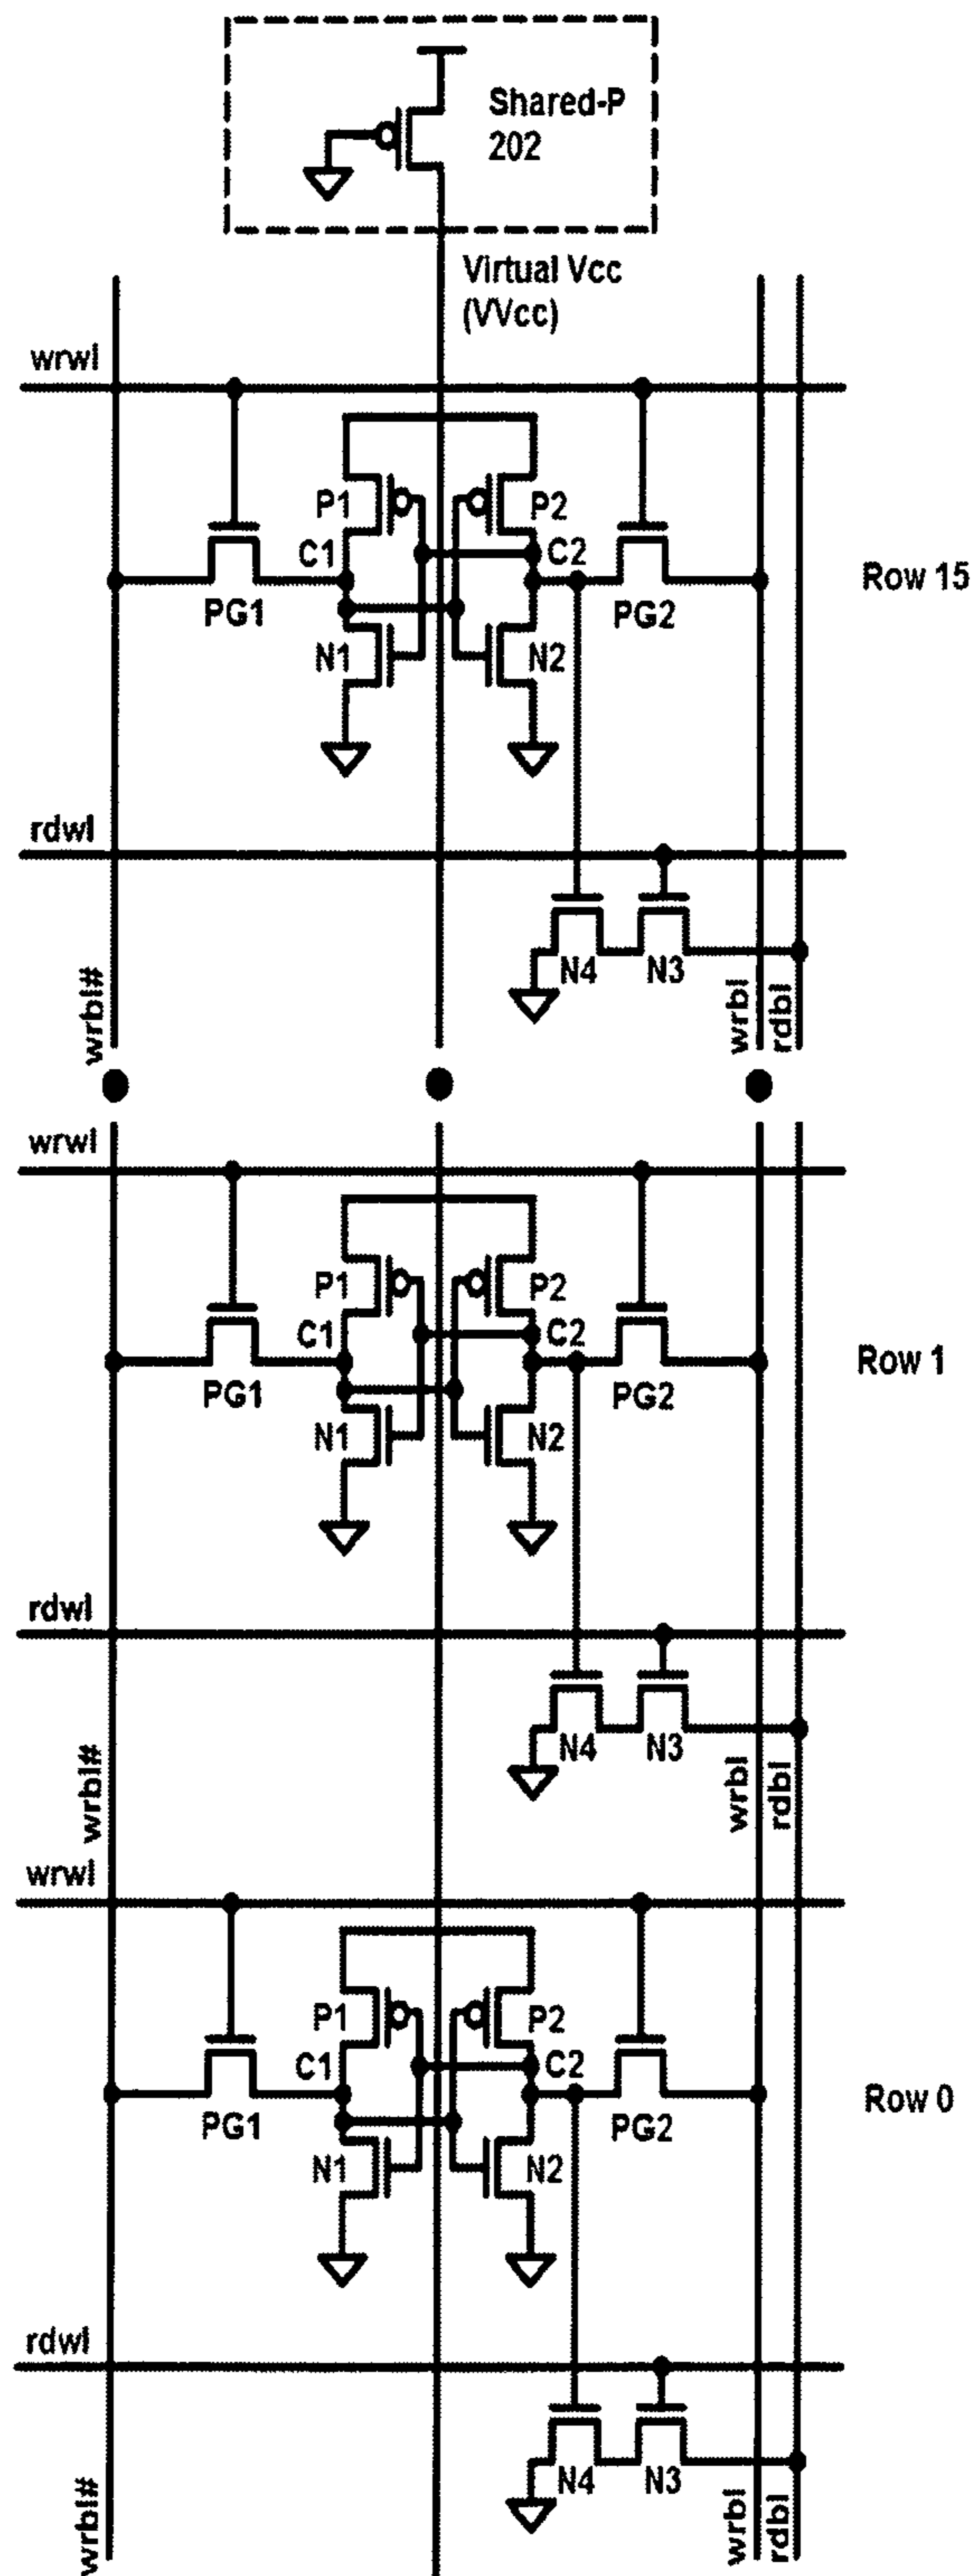 Shared-P
202
Virtual Vcc
(VVcc)
wrwl
P1
P2
C1
C2
PG1
PG2
Row 15
N1
N2
rdwl
N4
N3
wrbl#
wrbl
rdbl
wrwl
P1
P2
C1
C2
PG1
PG2
Row 1
N1
N2
rdwl
N4
N3
wrbl#
wrbl
rdbl
wrwl
P1
P2
C1
C2
PG1
PG2
Row 0
N1
N2
rdwl
N4
N3
wrbl#
wrbl
rdbl